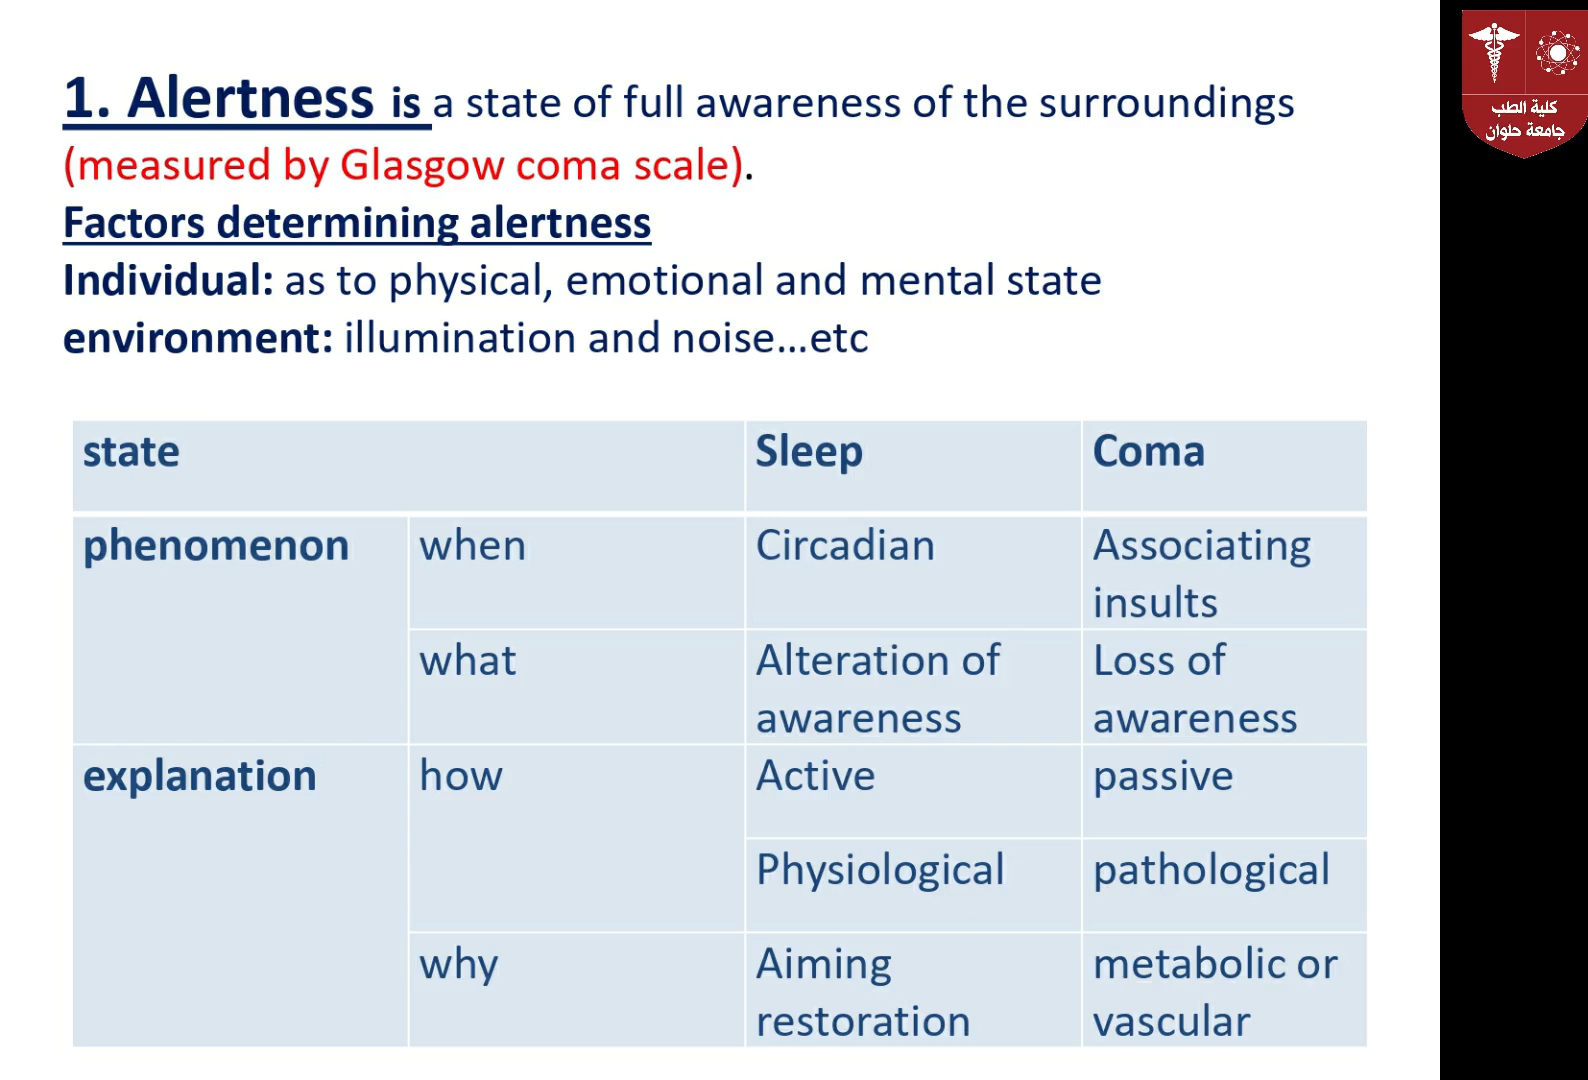 1. Alertness is a state of full awareness of the surroundings
(measured by Glasgow coma scale).
Factors determining alertness
Individual: as to physical, emotional and mental state
environment: illumination and noise...etc
state Sleep Coma
phenomenon when Circadian Associating
insults
what Alteration of Loss of
awareness awareness
explanation how Active passive
Physiological pathological
why Aiming metabolic or
restoration vascular
كلية الطب
جامعة حلوان